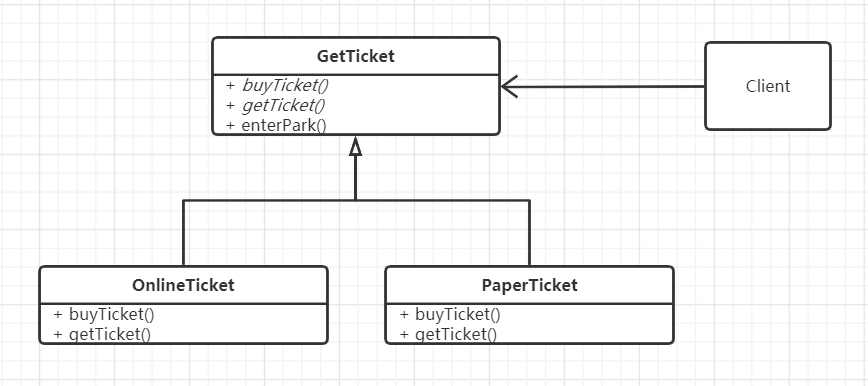 GetTicket
+ buyTicket()
+ getTicket()
+ enterPark()
Client
OnlineTicket
+ buyTicket()
+ getTicket()
PaperTicket
+ buyTicket()
+ getTicket()